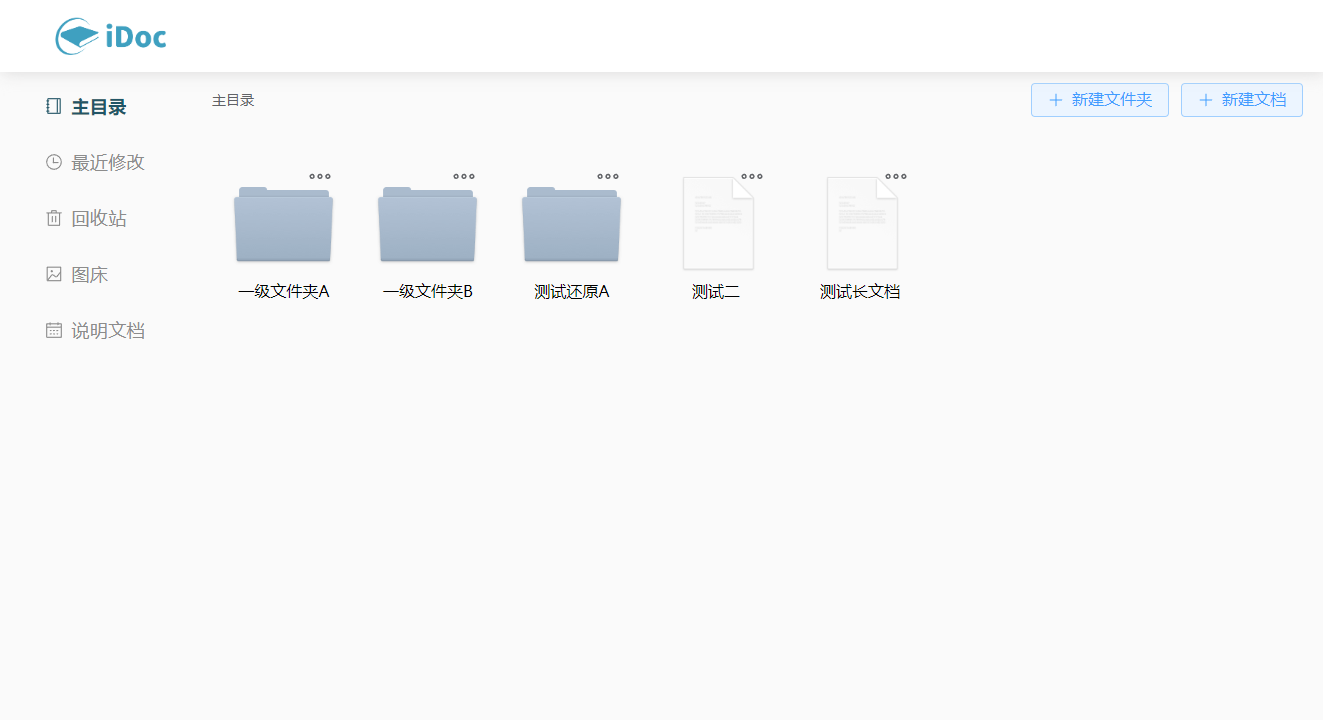 iDoc
主目录
最近修改
回收站
图床
说明文档
主目录
新建文件夹
新建文档
一级文件夹A
一级文件夹B
测试还原A
测试二
测试长文档